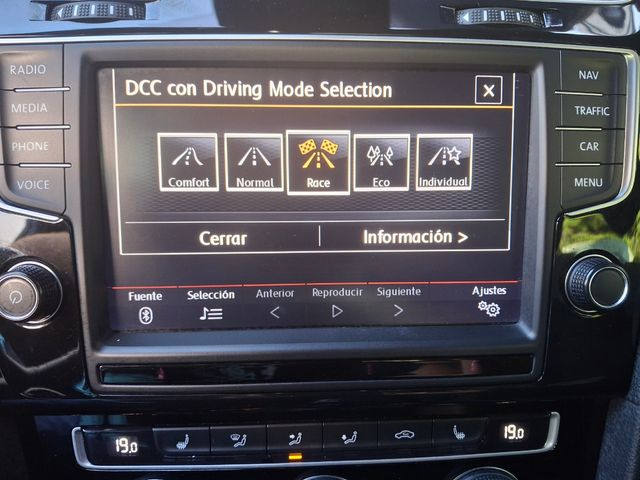 RADIO
NAV
MEDIA
TRAFFIC
PHONE
CAR
VOICE
MENU
DCC con Driving Mode Selection
X
Comfort Normal Race Eco Individual
Cerrar Información >
Fuente Selección Anterior Reproducir Siguiente Ajustes
19.0 19.0